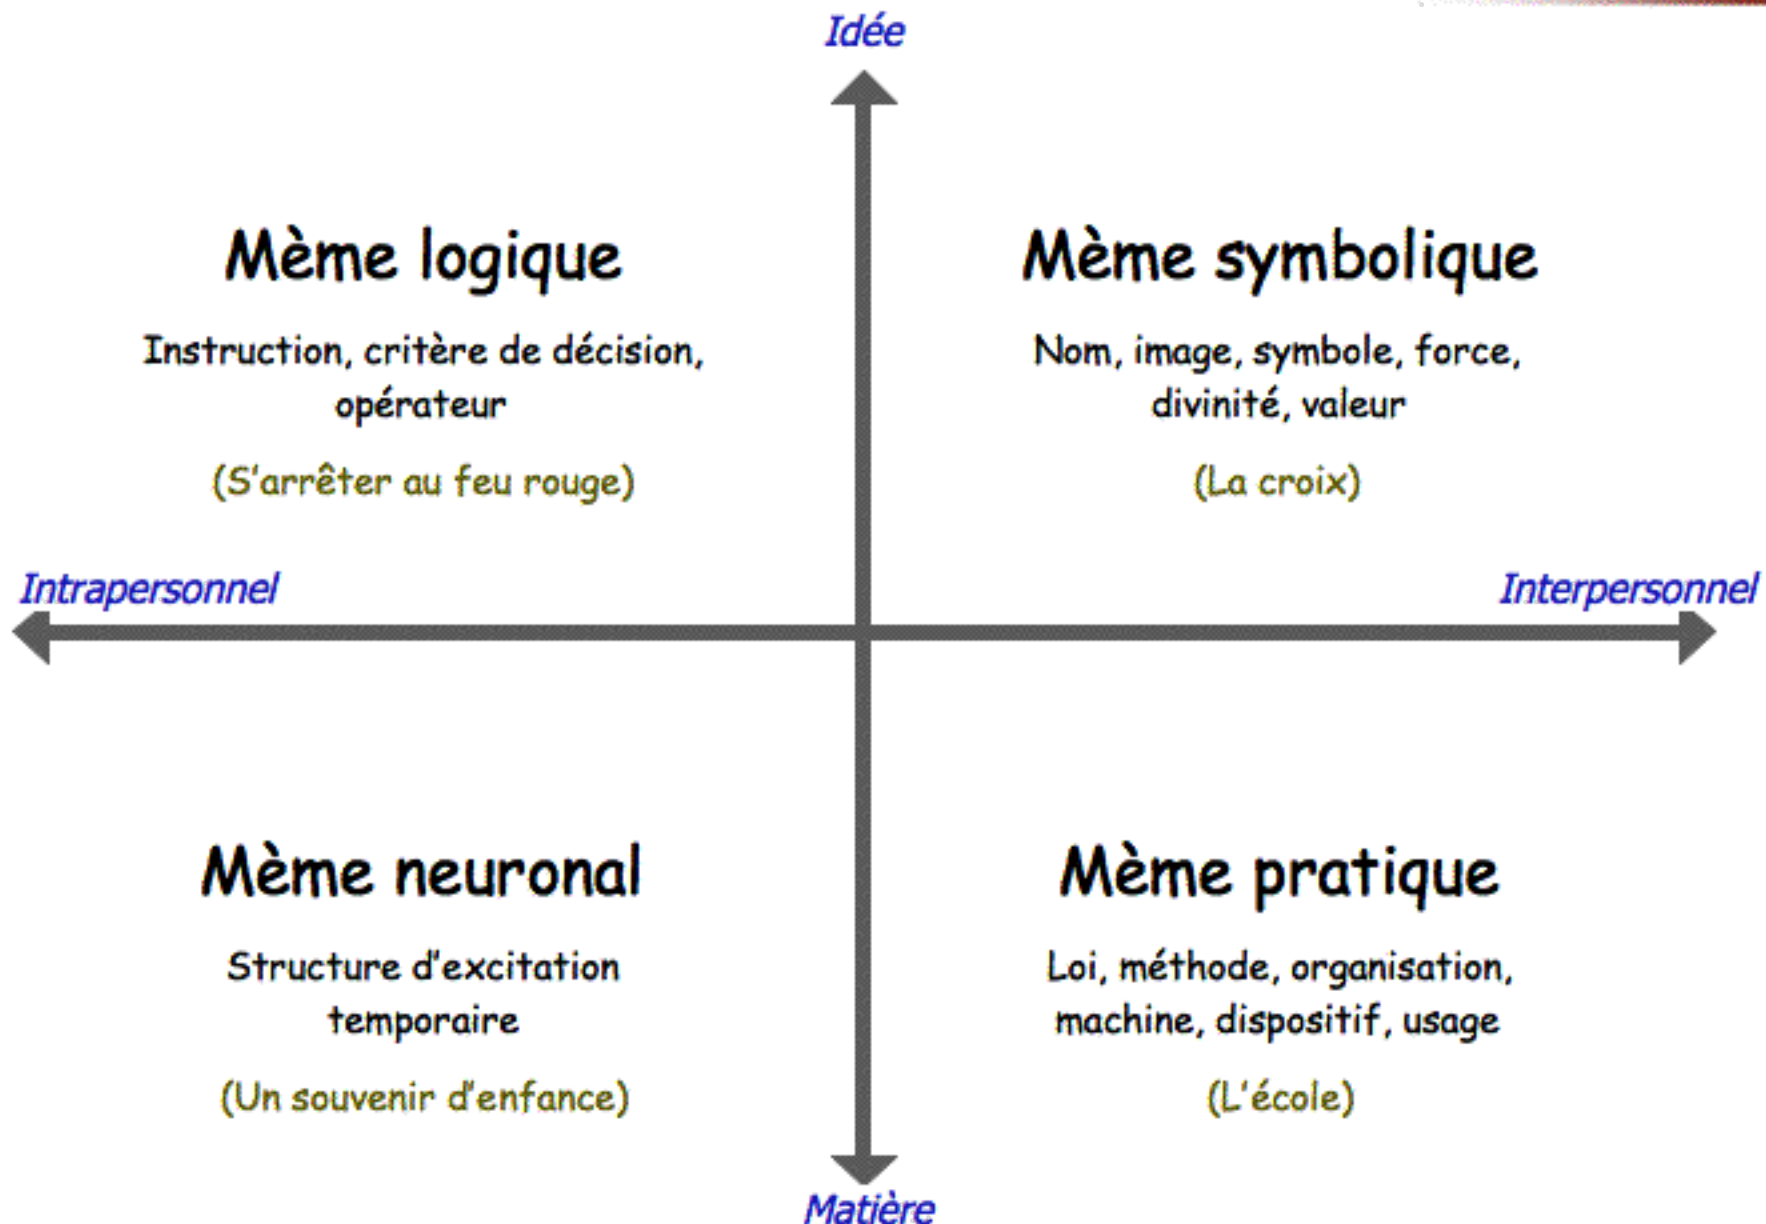 Idée
Mème logique
Instruction, critère de décision,
opérateur
(S'arrêter au feu rouge)
Mème symbolique
Nom, image, symbole, force,
divinité, valeur
(La croix)
Intrapersonnel
Interpersonnel
Mème neuronal
Structure d'excitation
temporaire
(Un souvenir d'enfance)
Mème pratique
Loi, méthode, organisation,
machine, dispositif, usage
(L'école)
Matière